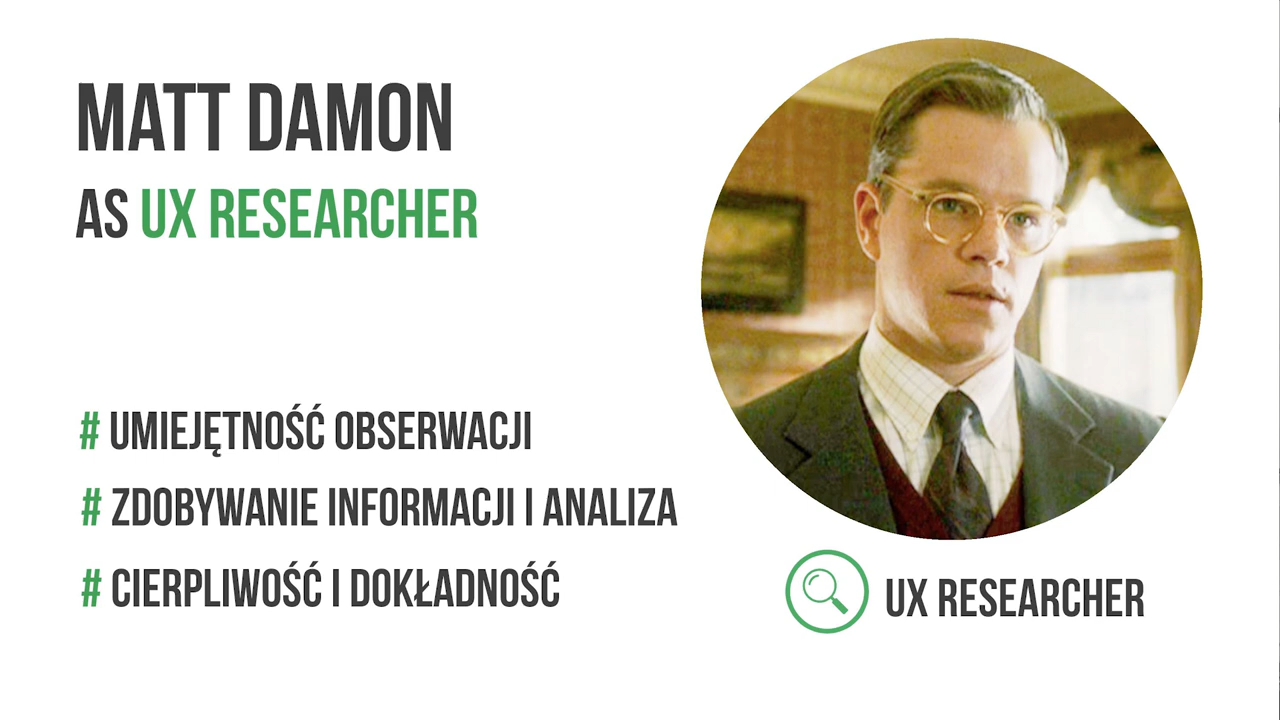 MATT DAMON
AS UX RESEARCHER
# UMIEJĘTNOŚĆ OBSERWACJI
# ZDOBYWANIE INFORMACJI I ANALIZA
# CIERPLIWOŚĆ I DOKŁADNOŚĆ
UX RESEARCHER